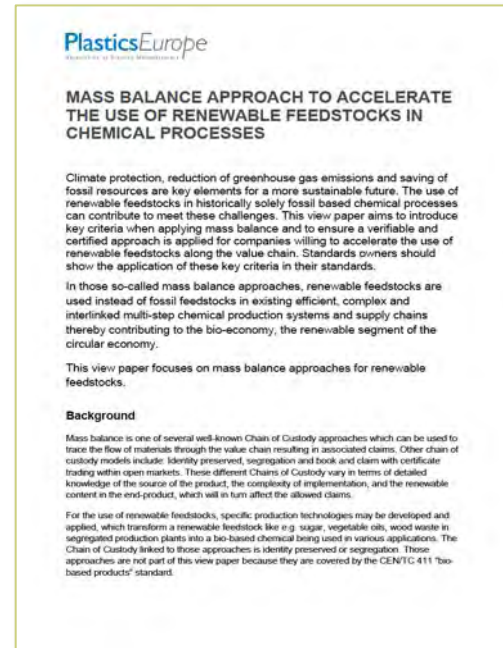 PlasticsEurope
MASS BALANCE APPROACH TO ACCELERATE
THE USE OF RENEWABLE FEEDSTOCKS IN
CHEMICAL PROCESSES
Climate protection, reduction of greenhouse gas emissions and saving of
fossil resources are key elements for a more sustainable future. The use of
renewable feedstocks in historically solely fossil based chemical processes
can contribute to meet these challenges. This view paper aims to introduce
key criteria when applying mass balance and to ensure a verifiable and
certified approach is applied for companies willing to accelerate the use of
renewable feedstocks along the value chain. Standards owners should
show the application of these key criteria in their standards.
In those so-called mass balance approaches, renewable feedstocks are
used instead of fossil feedstocks in existing efficient, complex and
interlinked multi-step chemical production systems and supply chains
thereby contributing to the bio-economy, the renewable segment of the
circular economy.
This view paper focuses on mass balance approaches for renewable
feedstocks.
Background
Mass balance is one of several well-known Chain of Custody approaches which can be used to
trace the flow of materials through the value chain resulting in associated claims. Other chain of
custody models include: Identity preserved, segregation and book and claim with certificate
trading within open markets. These different Chains of Custody vary in terms of detailed
knowledge of the source of the product, the complexity of implementation, and the renewable
content in the end-product, which will in turn affect the allowed claims.
For the use of renewable feedstocks, specific production technologies may be developed and
applied, which transform a renewable feedstock like e.g. sugar, vegetable oils, wood waste in
segregated production plants into a bio-based chemical being used in various applications. The
Chain of Custody linked to those approaches is identity preserved or segregation. Those
approaches are not part of this view paper because they are covered by the CEN/TC 411 "bio-
based products" standard.